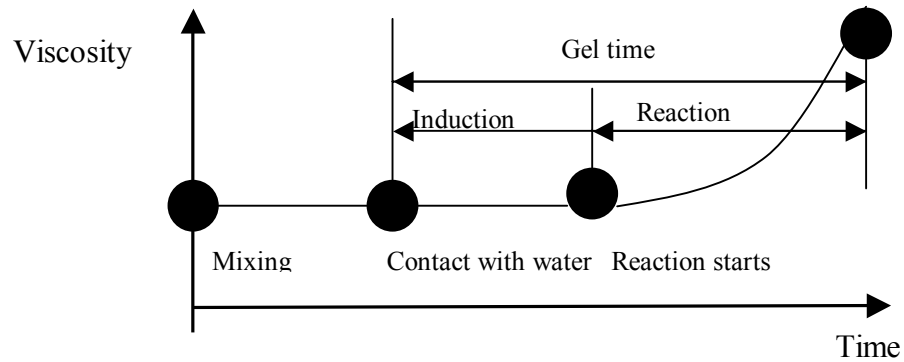 Viscosity
Gel time
Induction
Reaction
Mixing
Contact with water
Reaction starts
Time